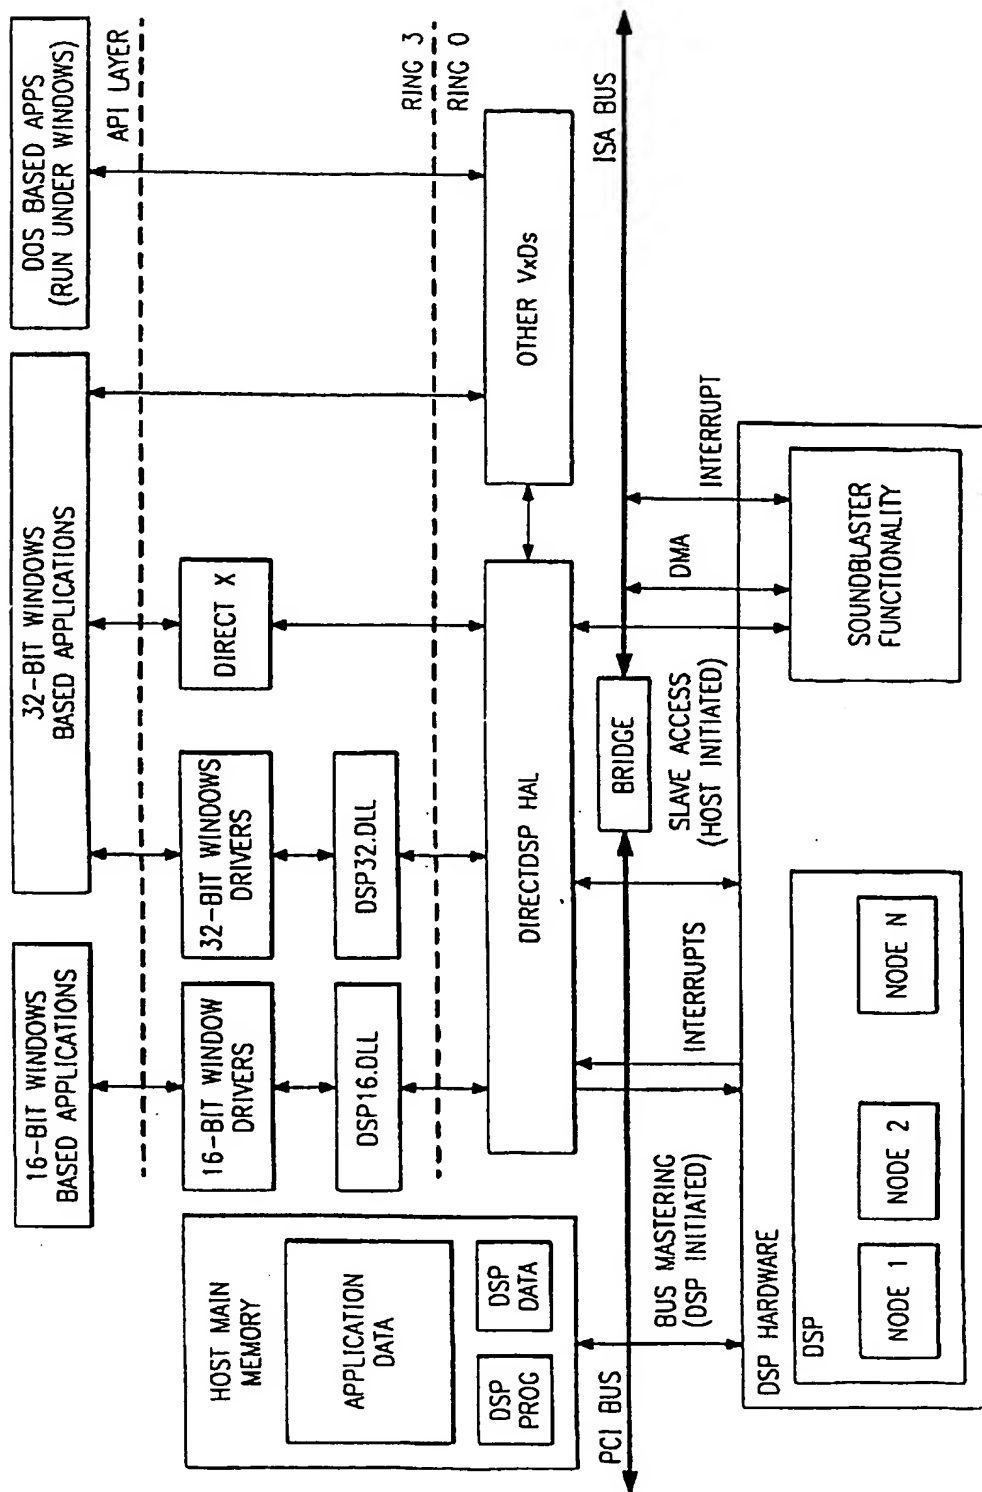 16-BIT WINDOWS
BASED APPLICATIONS
32-BIT WINDOWS
BASED APPLICATIONS
DOS BASED APPS
(RUN UNDER WINDOWS)
API LAYER
HOST MAIN
MEMORY
APPLICATION
DATA
DSP
PROG
DSP
DATA
16-BIT WINDOW
DRIVERS
32-BIT WINDOWS
DRIVERS
DIRECT X
DSP16.DLL
DSP32.DLL
RING 3
RING 0
DIRECTDSP HAL
OTHER VxDs
PCI BUS
BRIDGE
ISA BUS
BUS MASTERING
(DSP INITIATED)
INTERRUPTS
SLAVE ACCESS
(HOST INITIATED)
DMA
INTERRUPT
DSP HARDWARE
DSP
NODE 1
NODE 2
NODE N
SOUNDBLASTER
FUNCTIONALITY